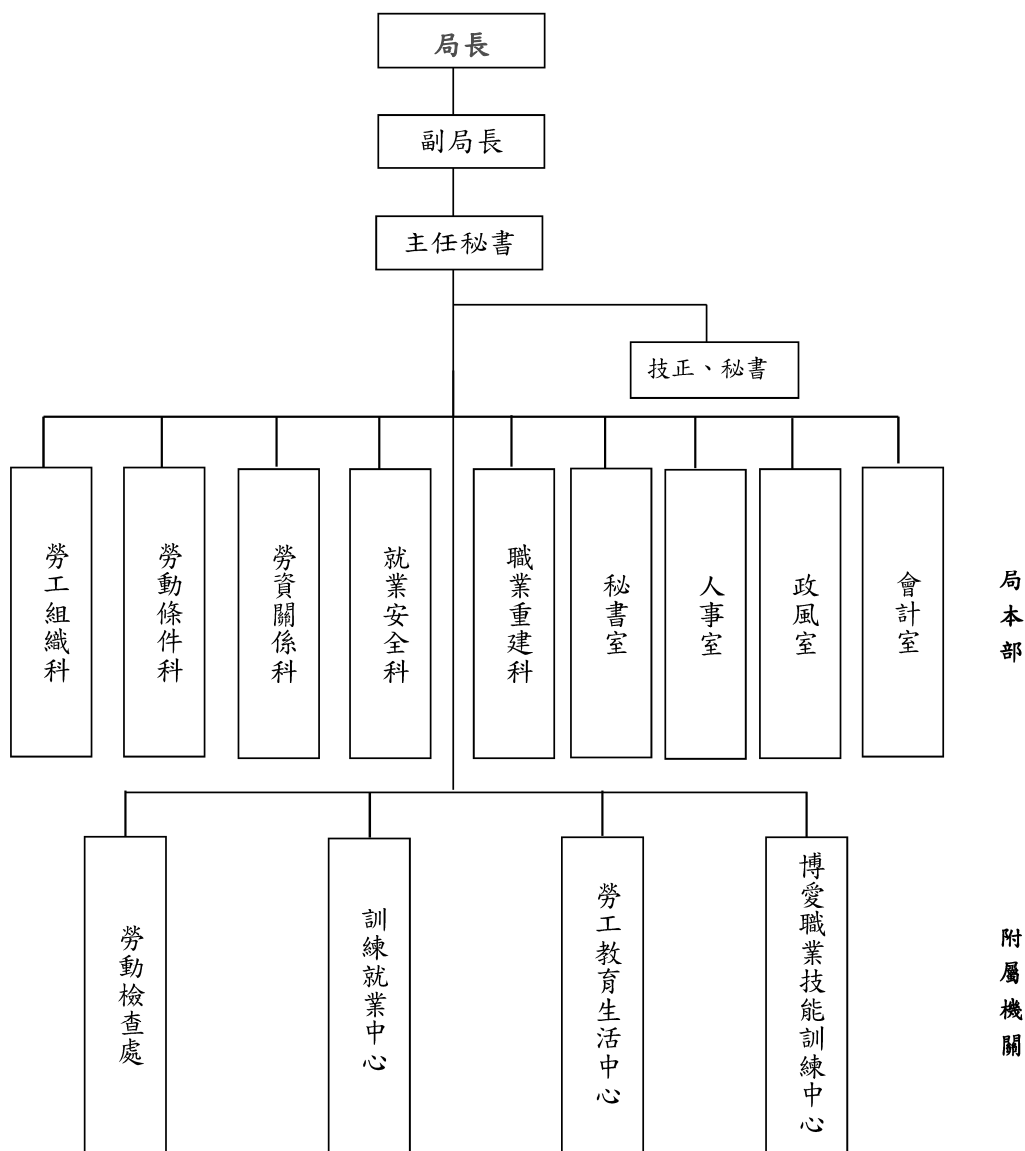 局長
副局長
主任秘書
技正、秘書
勞工組織科
勞動條件科
勞資關係科
就業安全科
職業重建科
秘書室
人事室
政風室
會計室
局本部
勞動檢查處
訓練就業中心
勞工教育生活中心
博愛職業技能訓練中心
附屬機關